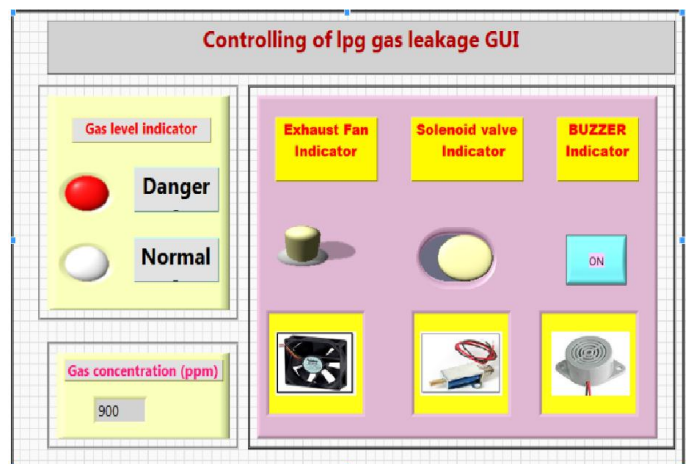 Controlling of lpg gas leakage GUI
Gas level indicator
Danger
Normal
Gas concentration (ppm)
900
Exhaust Fan
Indicator
Solenoid valve
Indicator
BUZZER
Indicator
ON